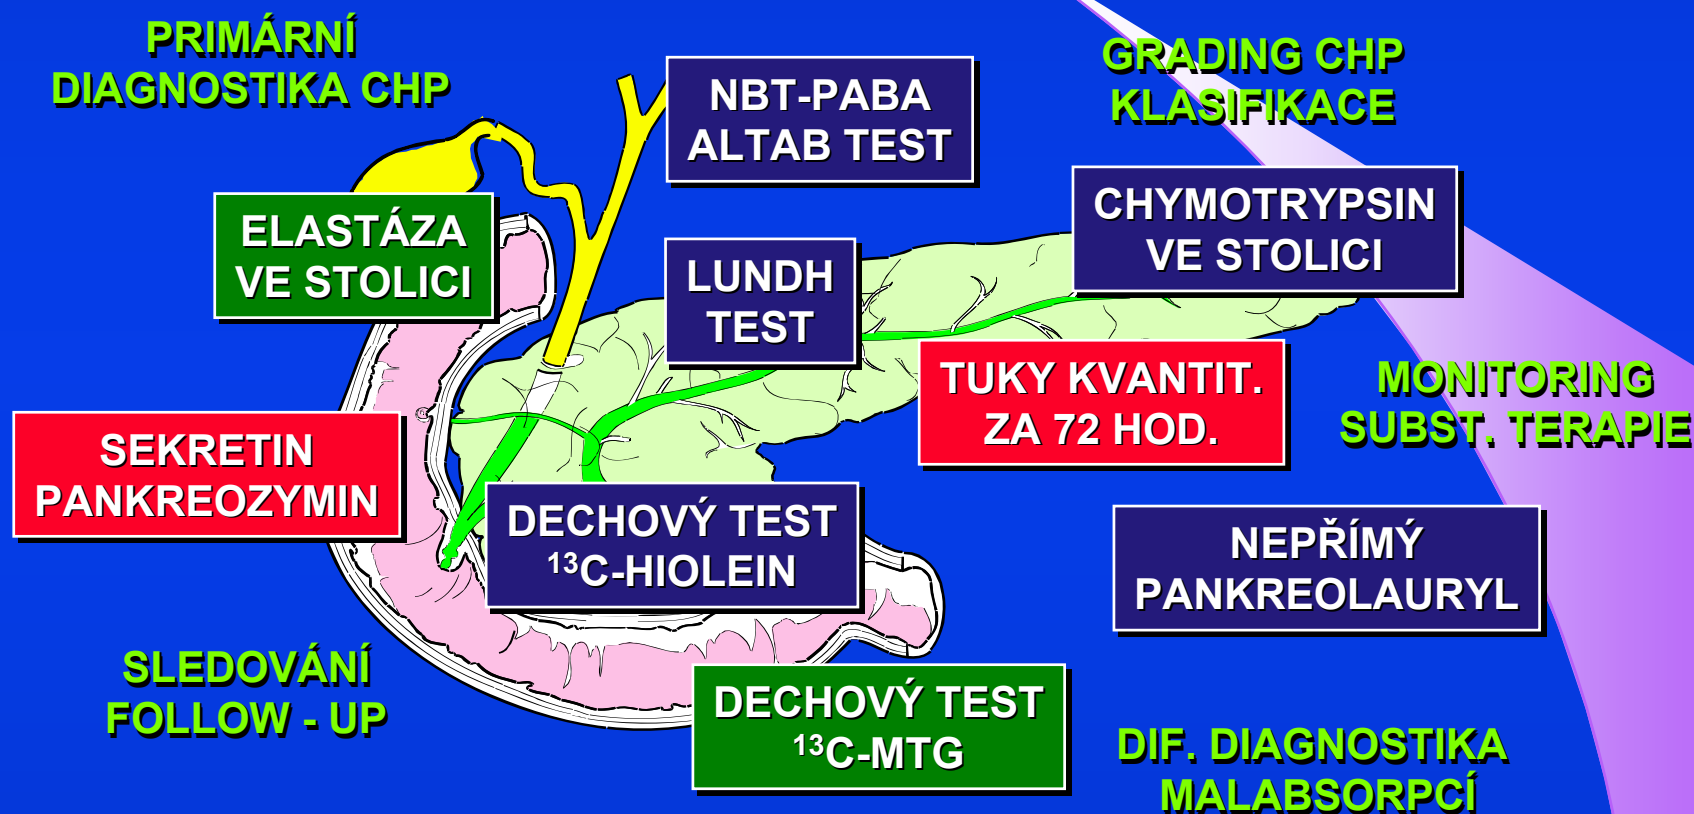 PRIMÁRNÍ
DIAGNOSTIKA CHP
NBT-PABA
ALTAB TEST
GRADING CHP
KLASIFIKACE
ELASTÁZA
VE STOLICI
LUNDH
TEST
CHYMOTRYPSIN
VE STOLICI
TUKY KVANTIT.
ZA 72 HOD.
MONITORING
SUBST. TERAPIE
SEKRETIN
PANKREOZYMIN
DECHOVÝ TEST
¹³C-HIOLEIN
NEPŘÍMÝ
PANKREOLAURYL
SLEDOVÁNÍ
FOLLOW - UP
DECHOVÝ TEST
¹³C-MTG
DIF. DIAGNOSTIKA
MALABSORPCÍ